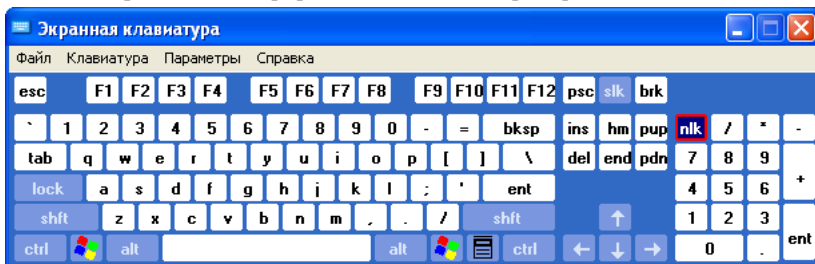 Экранная клавиатура
Файл Клавиатура Параметры Справка
esc F1 F2 F3 F4 F5 F6 F7 F8 F9 F10 F11 F12 psc slk brk
` 1 2 3 4 5 6 7 8 9 0 - = bksp ins hm pup nlk / * -
tab q w e r t y u i o p [ ] \ del end pdn 7 8 9 +
lock a s d f g h j k l ; ' ent 4 5 6
shft z x c v b n m , . / shft ↑ 1 2 3 ent
ctrl alt alt ctrl ← ↓ → 0 .